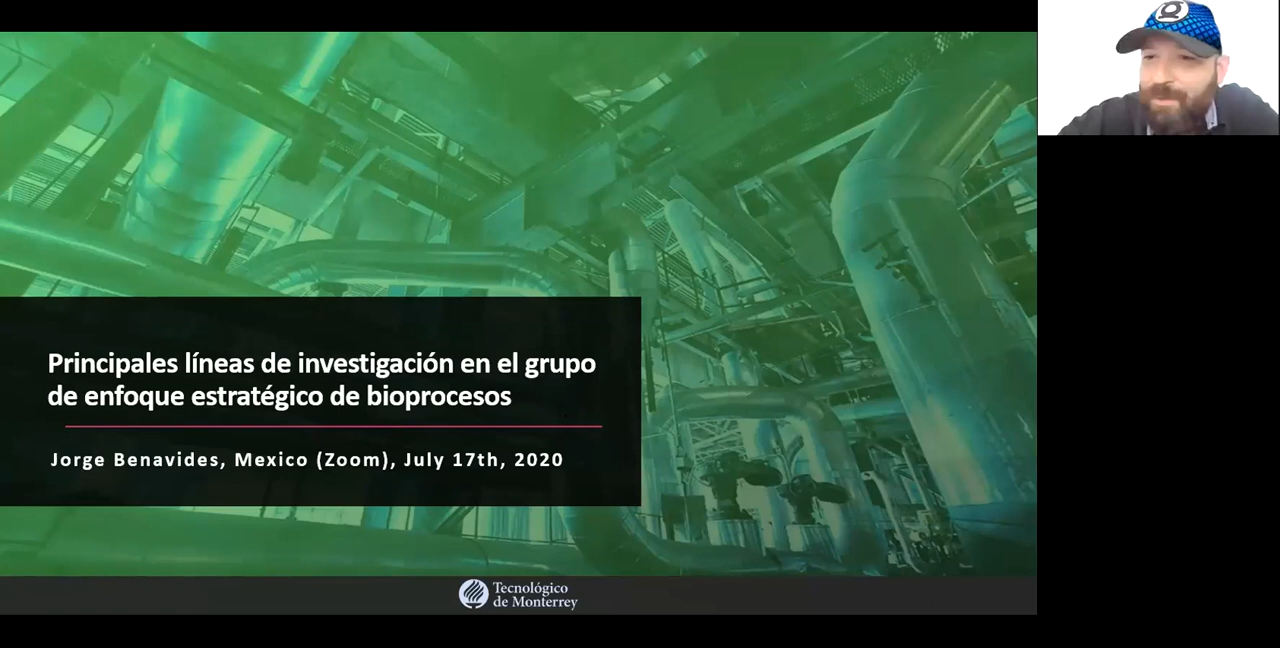 Principales líneas de investigación en el grupo
de enfoque estratégico de bioprocesos
Jorge Benavides, Mexico (Zoom), July 17th, 2020
Tecnológico
de Monterrey